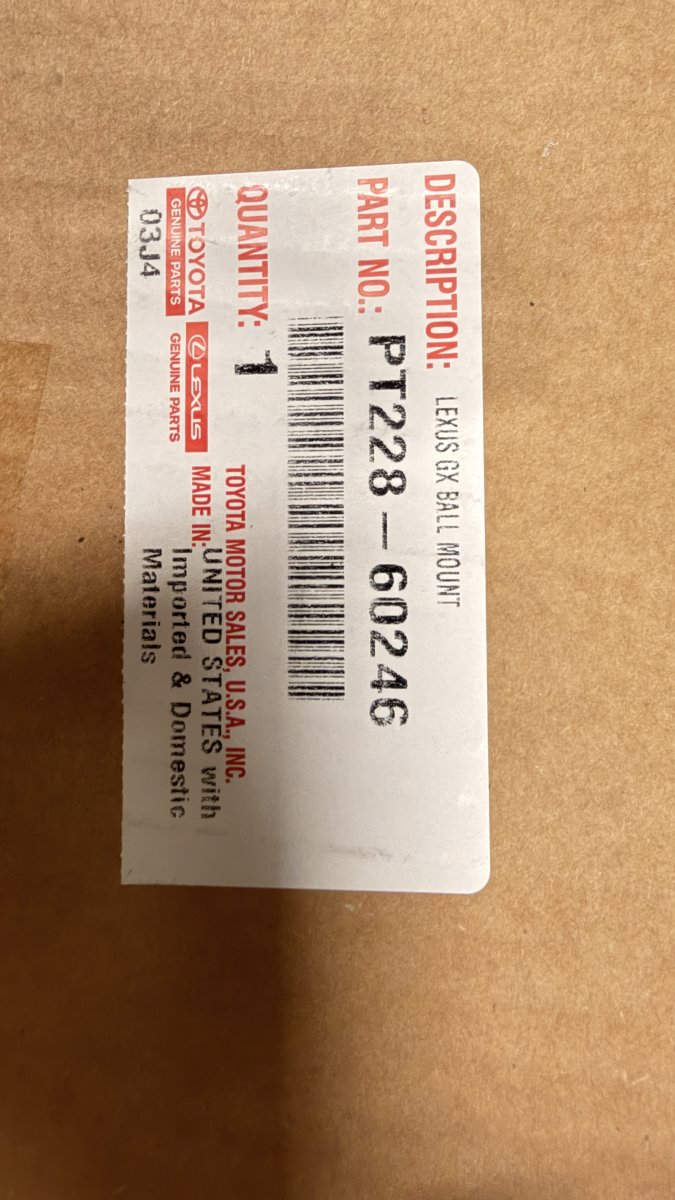 DESCRIPTION: LEXUS GX BALL MOUNT
PART NO.: PT228-60246
QUANTITY: 1
TOYOTA
GENUINE PARTS
LEXUS
GENUINE PARTS
03J4
TOYOTA MOTOR SALES, U.S.A., INC.
MADE IN: UNITED STATES with
Imported & Domestic
Materials